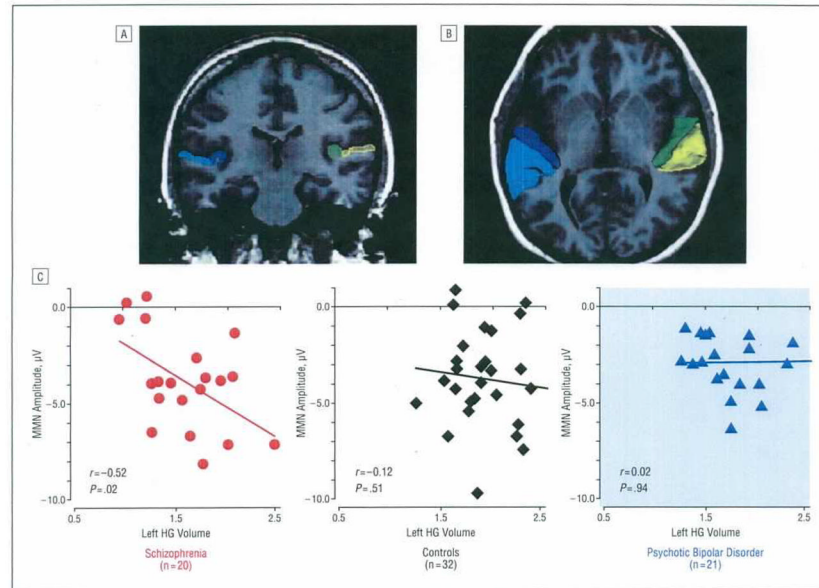 A
B
C
0.0
−5.0
−10.0
MMN Amplitude, μV
r=−0.52
P=.02
0.5
1.5
2.5
Left HG Volume
Schizophrenia
(n=20)
0.0
−5.0
−10.0
MMN Amplitude, μV
r=−0.12
P=.51
0.5
1.5
2.5
Left HG Volume
Controls
(n=32)
0.0
−5.0
−10.0
MMN Amplitude, μV
r=0.02
P=.94
0.5
1.5
2.5
Left HG Volume
Psychotic Bipolar Disorder
(n=21)